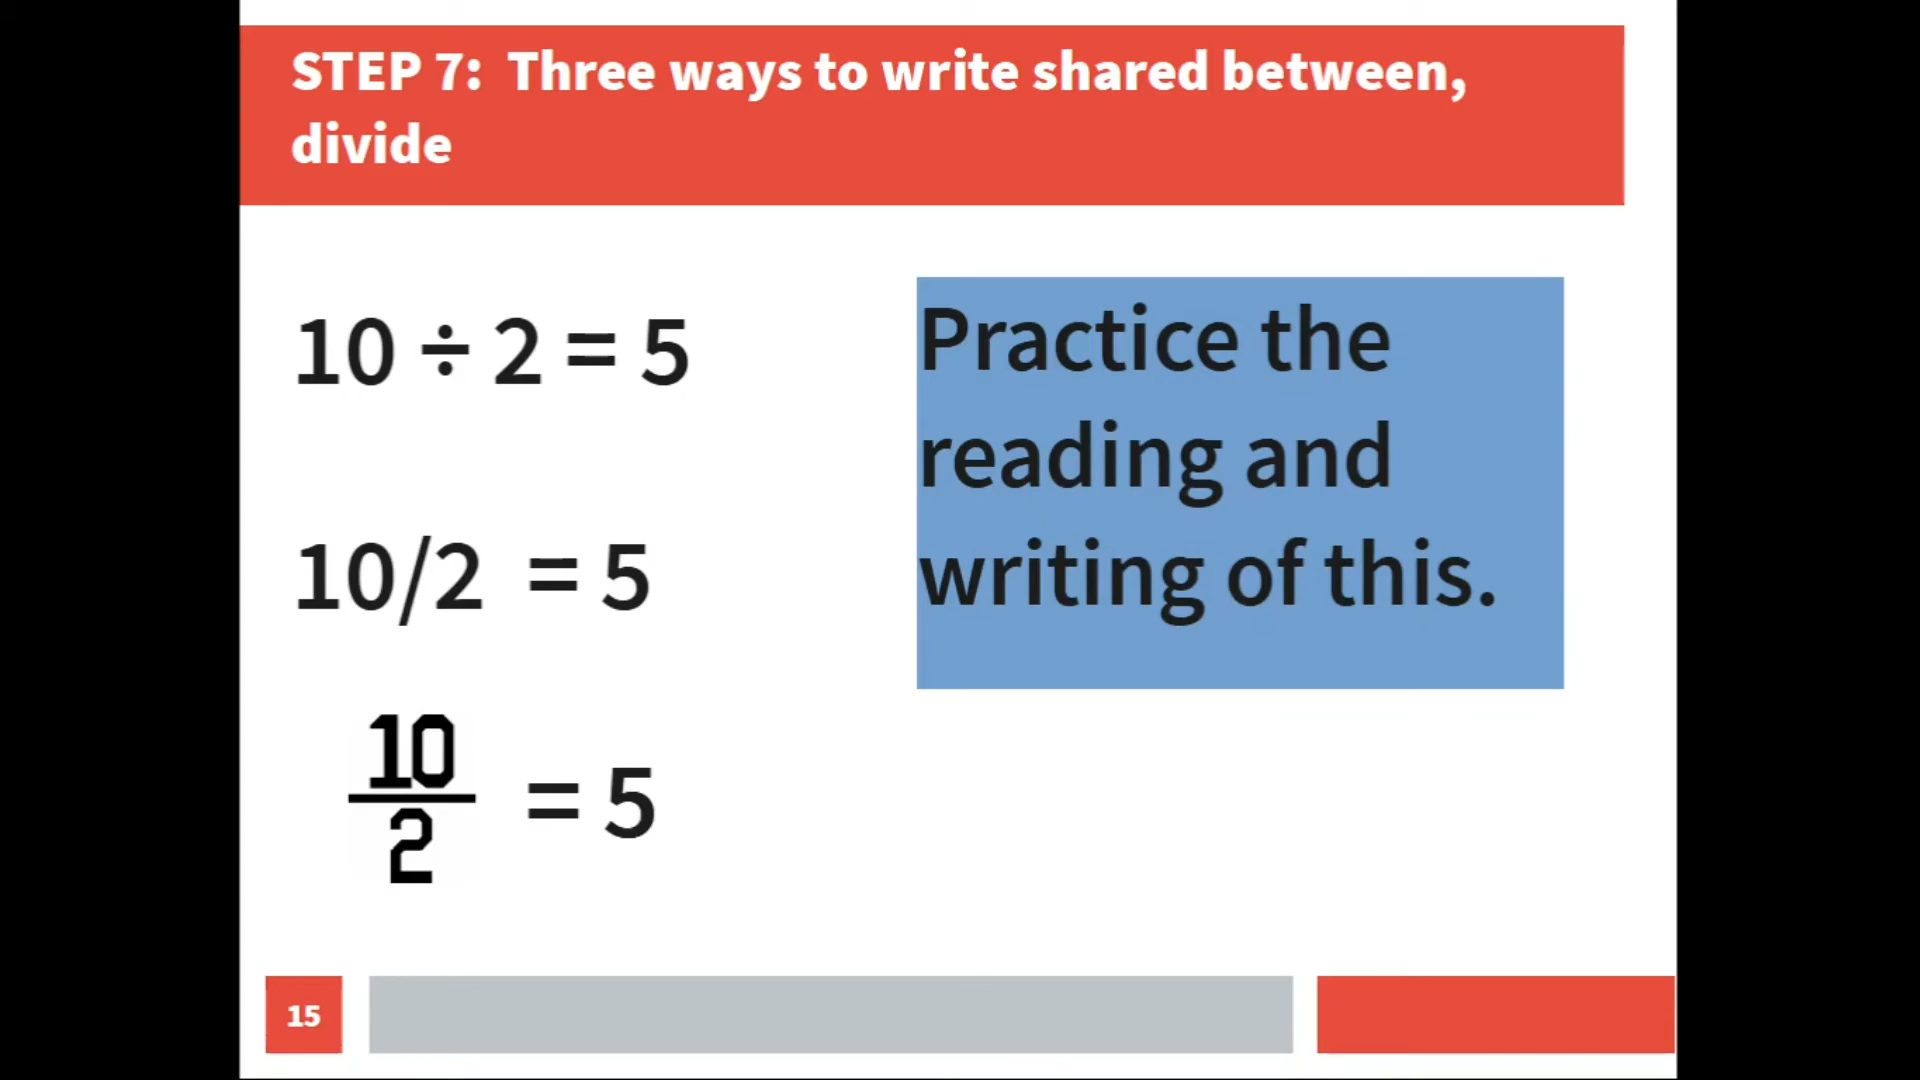 STEP 7:  Three ways to write shared between,
divide
10 ÷ 2 = 5
10/2  = 5
10
2
= 5
Practice the
reading and
writing of this.
15